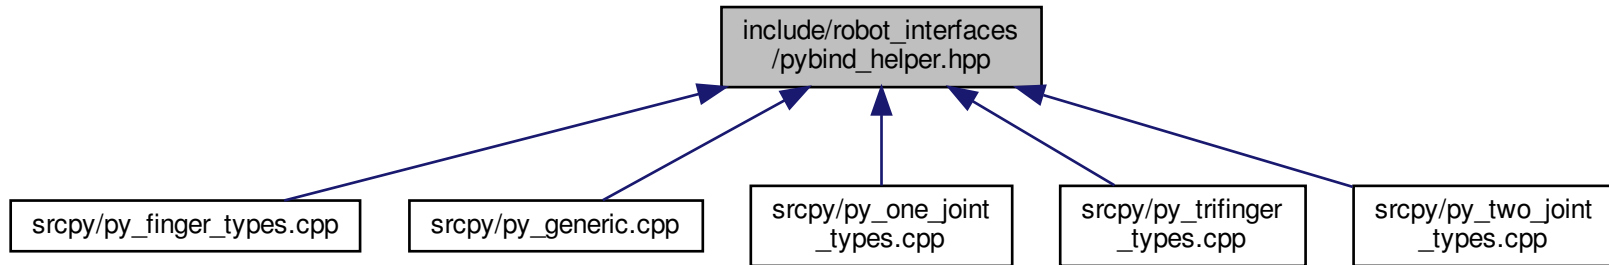 include/robot_interfaces
/pybind_helper.hpp
srcpy/py_finger_types.cpp
srcpy/py_generic.cpp
srcpy/py_one_joint
_types.cpp
srcpy/py_trifinger
_types.cpp
srcpy/py_two_joint
_types.cpp